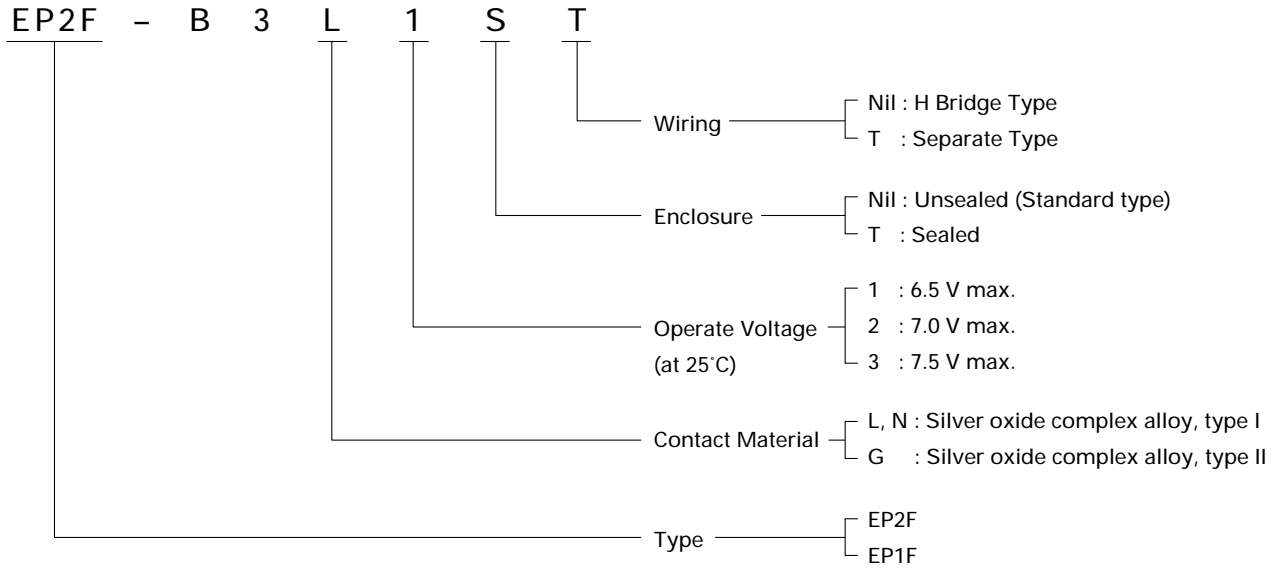 EP2F – B 3 L 1 S T
Wiring
Nil : H Bridge Type
T : Separate Type
Enclosure
Nil : Unsealed (Standard type)
T : Sealed
Operate Voltage
(at 25˚C)
1 : 6.5 V max.
2 : 7.0 V max.
3 : 7.5 V max.
Contact Material
L, N : Silver oxide complex alloy, type I
G : Silver oxide complex alloy, type II
Type
EP2F
EP1F